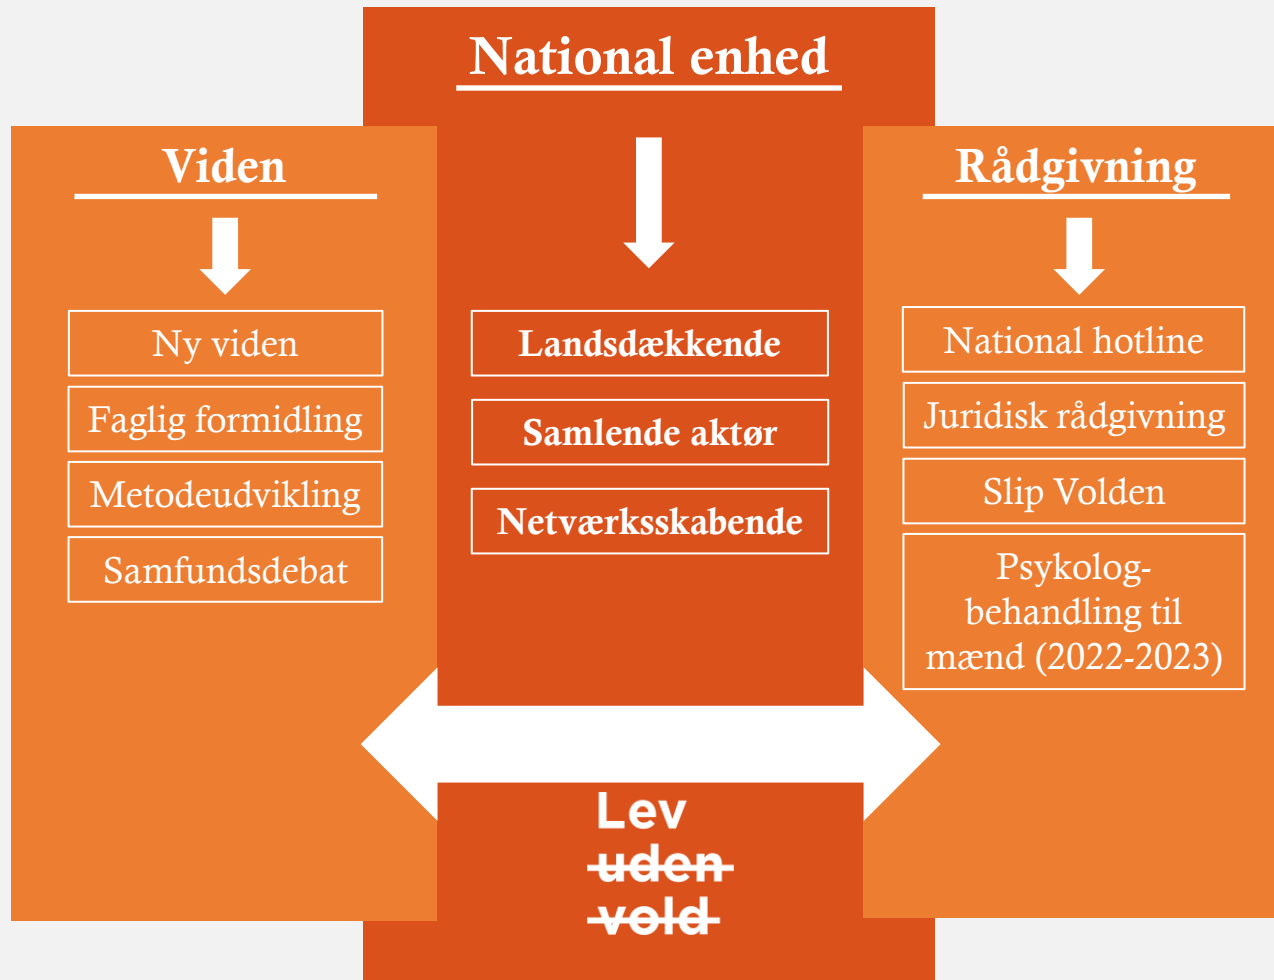 National enhed
Viden
Ny viden
Faglig formidling
Metodeudvikling
Samfundsdebat
Landsdækkende
Samlende aktør
Netværksskabende
Rådgivning
National hotline
Juridisk rådgivning
Slip Volden
Psykolog-
behandling til
mænd (2022-2023)
Lev
uden
vold